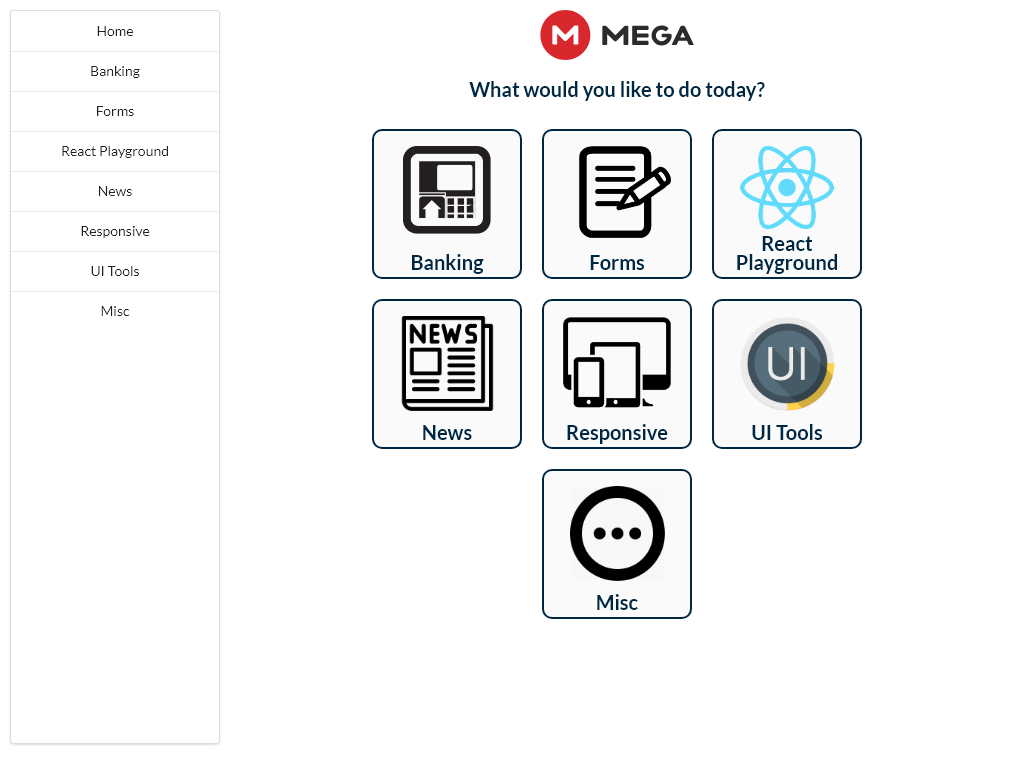 Home
Banking
Forms
React Playground
News
Responsive
UI Tools
Misc
M MEGA
What would you like to do today?
Banking
Forms
React
Playground
NEWS
News
Responsive
UI
UI Tools
Misc